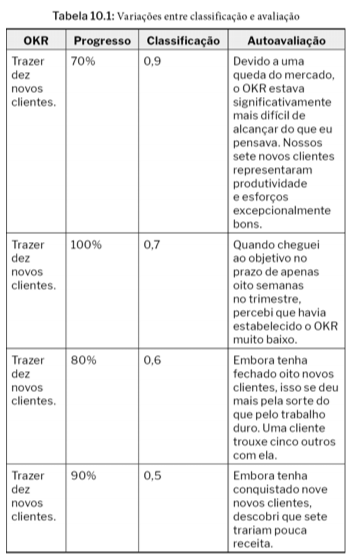 Tabela 10.1: Variações entre classificação e avaliação
OKR Progresso Classificação Autoavaliação
Trazer dez novos clientes. 70% 0,9 Devido a uma
queda do mercado,
o OKR estava
significativamente
mais difícil de
alcançar do que eu
pensava. Nossos
sete novos clientes
representaram
produtividade
e esforços
excepcionalmente
bons.
Trazer dez novos clientes. 100% 0,7 Quando cheguei
ao objetivo no
prazo de apenas
oito semanas
no trimestre,
percebi que havia
estabelecido o OKR
muito baixo.
Trazer dez novos clientes. 80% 0,6 Embora tenha
fechado oito novos
clientes, isso se deu
mais pela sorte do
que pelo trabalho
duro. Uma cliente
trouxe cinco outros
com ela.
Trazer dez novos clientes. 90% 0,5 Embora tenha
conquistado nove
novos clientes,
descobri que sete
trariam pouca
receita.